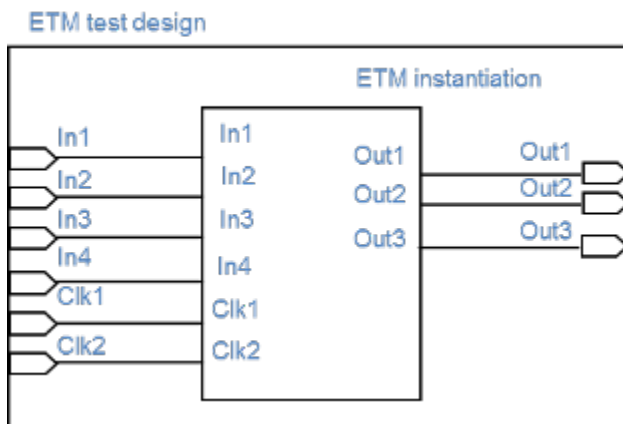 ETM test design
ETM instantiation
In1
In2
In3
In4
Clk1
Clk2
In1
In2
In3
In4
Clk1
Clk2
Out1
Out2
Out3
Out1
Out2
Out3